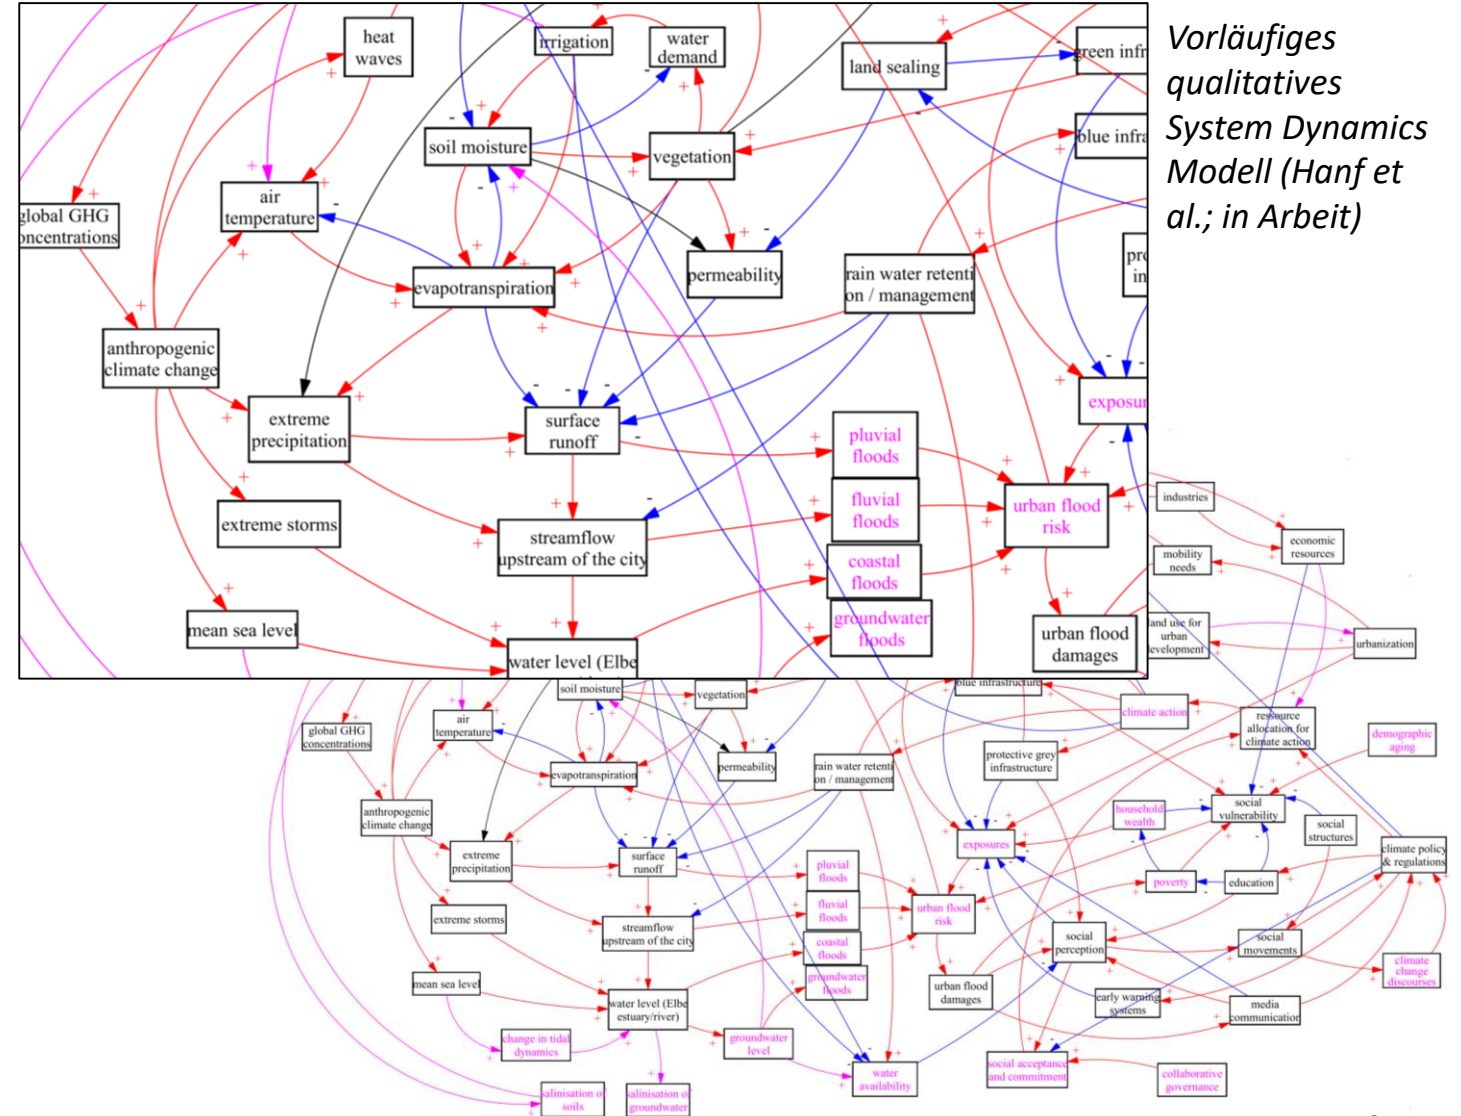 Vorläufiges
qualitatives
System Dynamics
Modell (Hanf et
al.; in Arbeit)
heat
waves
irrigation
water
demand
land sealing
green infr
soil moisture
vegetation
blue infra
air
temperature
global GHG
concentrations
evapotranspiration
permeability
rain water retenti
on / management
pro
in
anthropogenic
climate change
extreme
precipitation
surface
runoff
exposur
pluvial
floods
fluvial
floods
urban flood
risk
extreme storms
streamflow
upstream of the city
coastal
floods
groundwater
floods
mean sea level
water level (Elbe
urban flood
damages
industries
economic
resources
mobility
needs
land use for
urban
development
urbanization
soil moisture
vegetation
blue infrastructure
climate action
ressource
allocation for
climate action
demographic
aging
global GHG
concentrations
air
temperature
evapotranspiration
permeability
rain water retenti
on / management
protective grey
infrastructure
anthropogenic
climate change
household
wealth
social
vulnerability
social
structures
extreme
precipitation
surface
runoff
exposures
climate policy
& regulations
pluvial
floods
poverty
education
extreme storms
fluvial
floods
urban flood
risk
streamflow
upstream of the city
coastal
floods
social
perception
social
movements
mean sea level
groundwater
floods
urban flood
damages
climate
change
discourses
water level (Elbe
estuary/river)
early warning
systems
media
communication
change in tidal
dynamics
groundwater
level
water
availability
social acceptance
and commitment
collaborative
governance
salinisation of
soils
salinisation of
groundwater